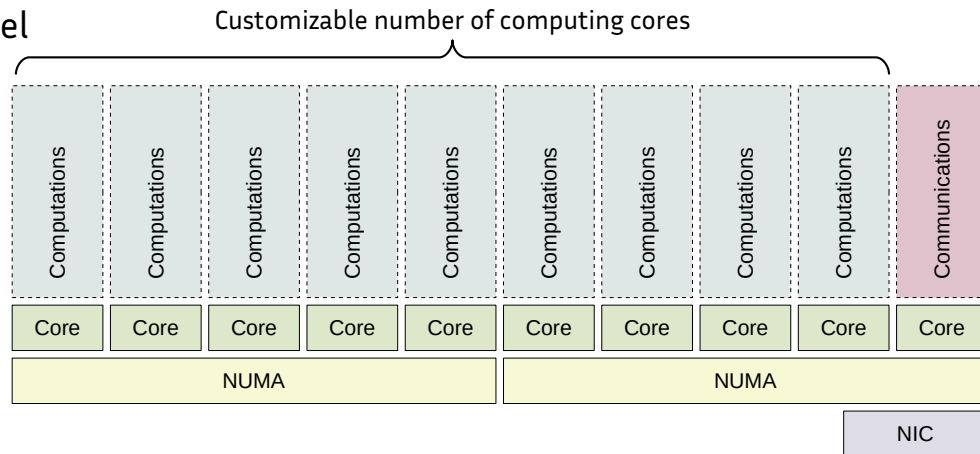 el
Customizable number of computing cores
Computations Computations Computations Computations Computations Computations Computations Computations Computations Communications
Core Core Core Core Core Core Core Core Core Core
NUMA NUMA
NIC